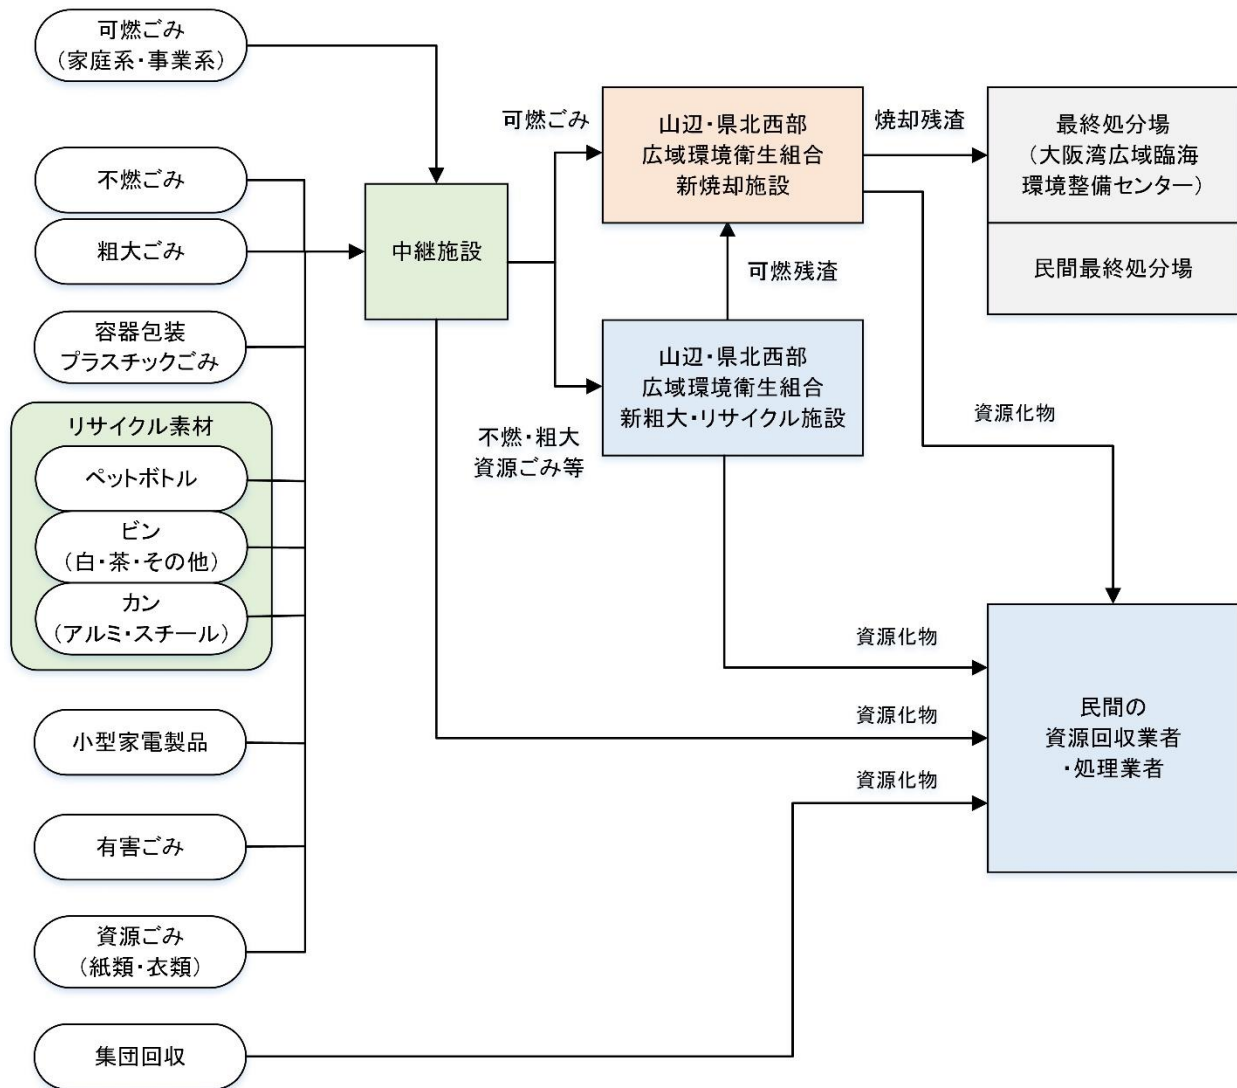 可燃ごみ
（家庭系・事業系）
不燃ごみ
粗大ごみ
容器包装
プラスチックごみ
リサイクル素材
ペットボトル
ビン
（白・茶・その他）
カン
（アルミ・スチール）
小型家電製品
有害ごみ
資源ごみ
（紙類・衣類）
集団回収
中継施設
可燃ごみ
不燃・粗大
資源ごみ等
山辺・県北西部
広域環境衛生組合
新焼却施設
可燃残渣
山辺・県北西部
広域環境衛生組合
新粗大・リサイクル施設
焼却残渣
最終処分場
（大阪湾広域臨海
環境整備センター）
民間最終処分場
資源化物
資源化物
資源化物
資源化物
民間の
資源回収業者
・処理業者